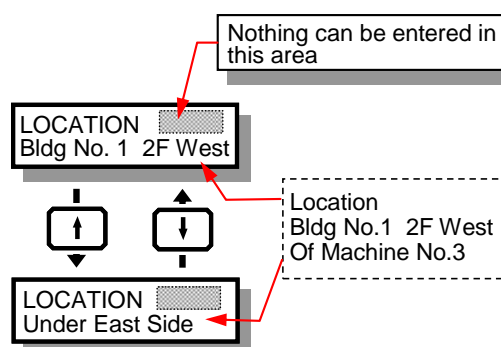 Nothing can be entered in
this area
LOCATION
Bldg No. 1 2F West
Location
Bldg No.1 2F West
Of Machine No.3
LOCATION
Under East Side